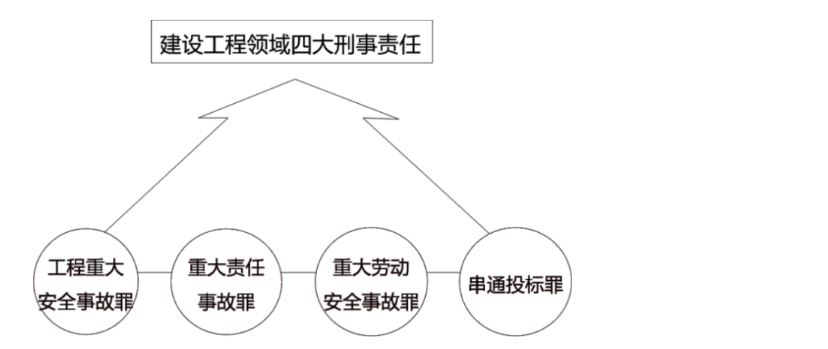 建设工程领域四大刑事责任
工程重大
安全事故罪
重大责任
事故罪
重大劳动
安全事故罪
串通投标罪